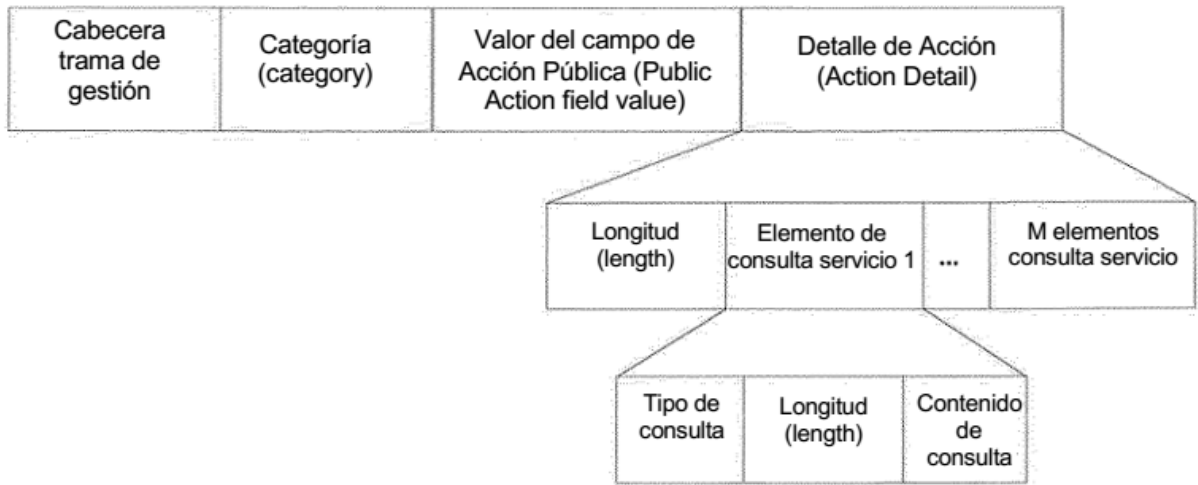 Cabecera
trama de
gestión
Categoría
(category)
Valor del campo de
Acción Pública (Public
Action field value)
Detalle de Acción
(Action Detail)
Longitud
(length)
Elemento de
consulta servicio 1
...
M elementos
consulta servicio
Tipo de
consulta
Longitud
(length)
Contenido
de
consulta